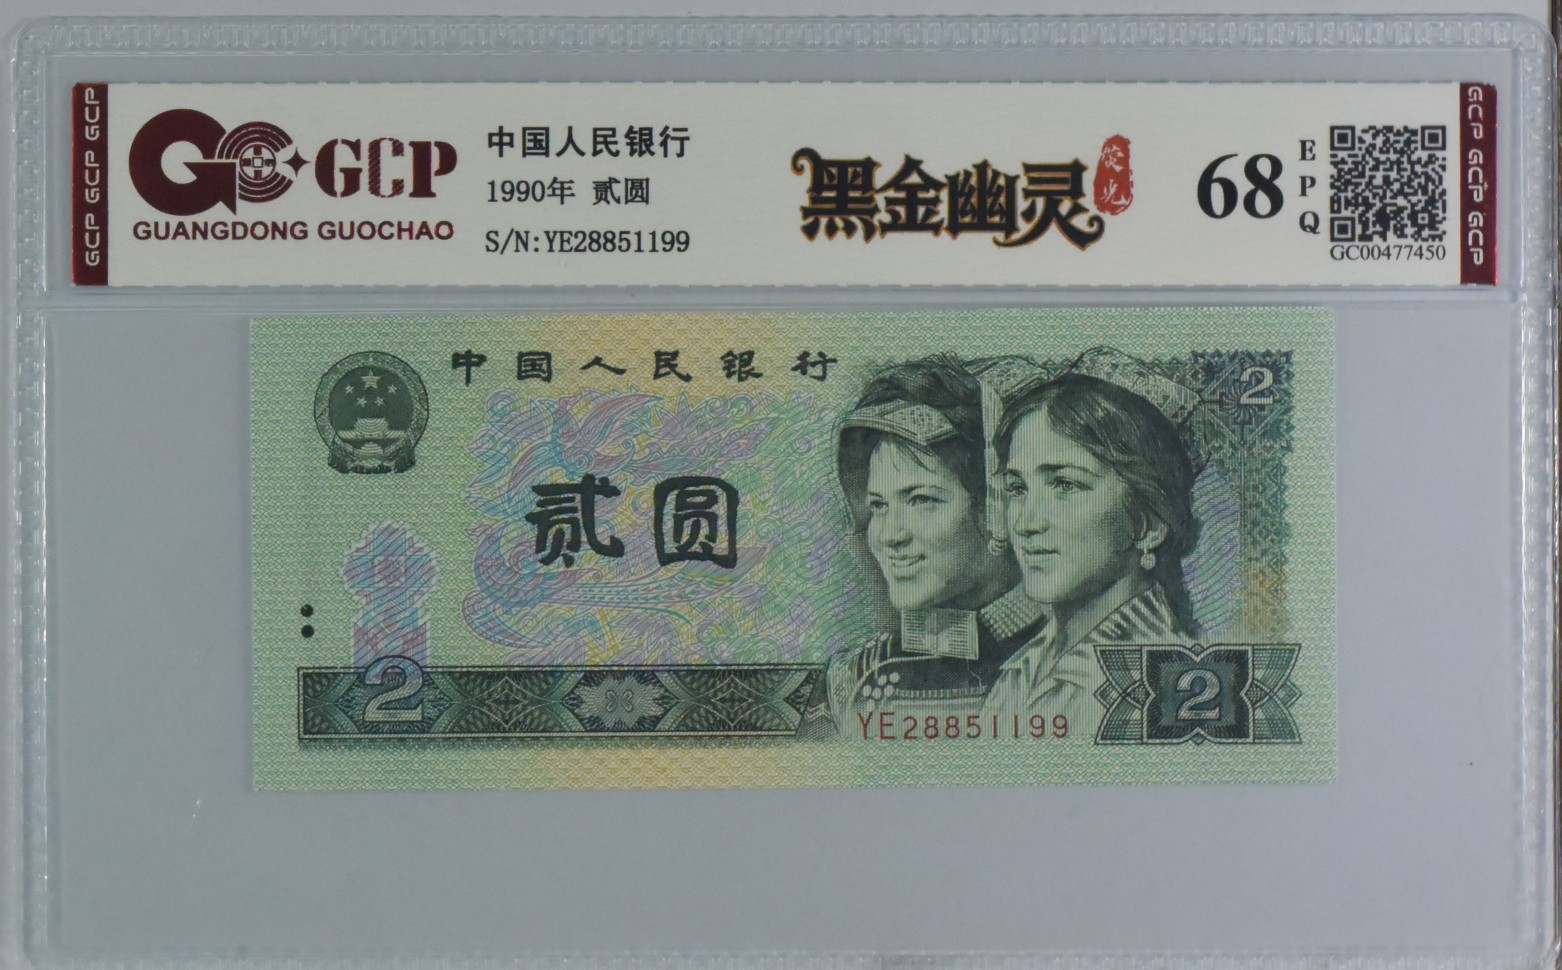 GCP GCP GCP
GCP
GUANGDONG GUOCHAO
中国人民银行
1990年 贰圆
S/N:YE28851199
黑金幽灵
荧光
68
EPQ
GC00477450
GCP GCP GCP
中国人民银行
2
贰圆
2
YE28851199
2